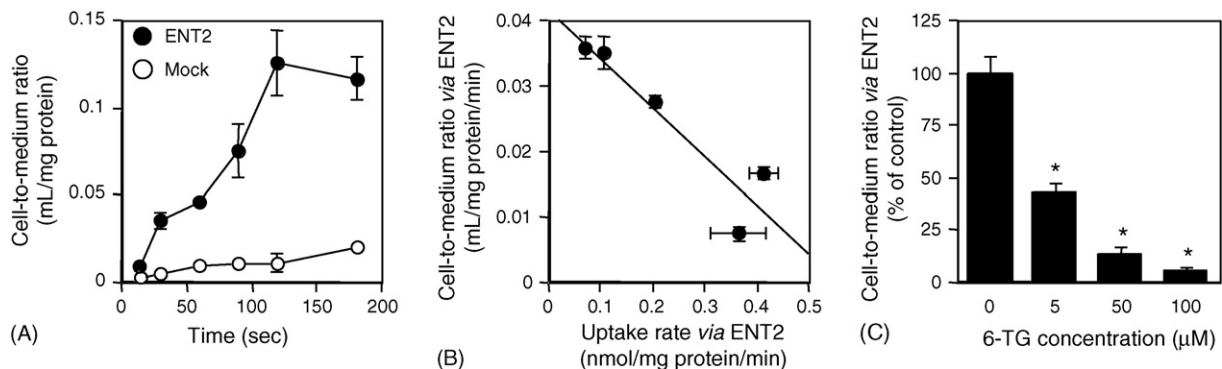 Cell-to-medium ratio
(mL/mg protein)
0.15
0.1
0.05
0
ENT2
Mock
0
50
100
150
200
Time (sec)
(A)
Cell-to-medium ratio via ENT2
(mL/mg protein/min)
0.04
0.03
0.02
0.01
0
0
0.1
0.2
0.3
0.4
0.5
Uptake rate via ENT2
(nmol/mg protein/min)
(B)
Cell-to-medium ratio via ENT2
(% of control)
125
100
75
50
25
0
*
*
*
0
5
50
100
6-TG concentration (μM)
(C)